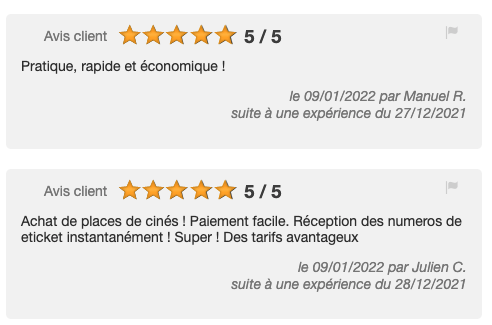 Avis client 5 / 5
Pratique, rapide et économique !
le 09/01/2022 par Manuel R.
suite à une expérience du 27/12/2021
Avis client 5 / 5
Achat de places de cinés ! Paiement facile. Réception des numeros de
eticket instantanément ! Super ! Des tarifs avantageux
le 09/01/2022 par Julien C.
suite à une expérience du 28/12/2021